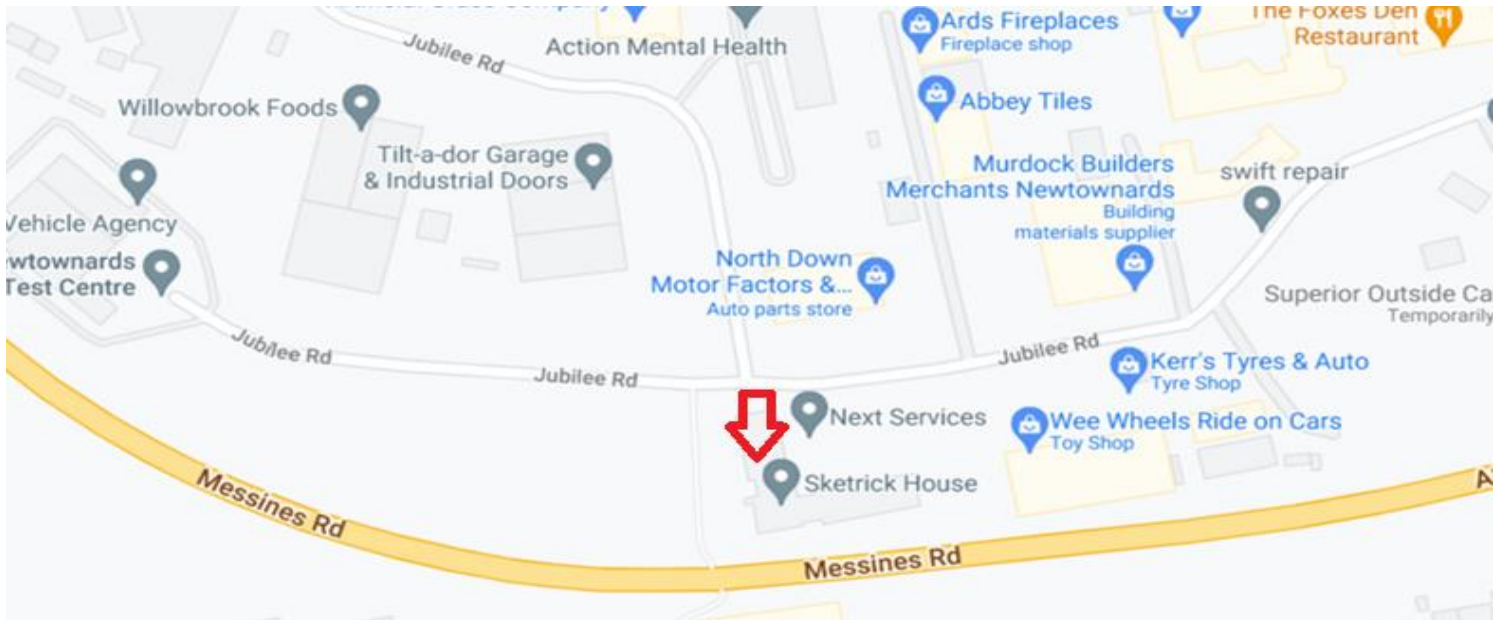 Jubilee Rd
Action Mental Health
Ards Fireplaces
Fireplace shop
The Foxes Den
Restaurant
Willowbrook Foods
Abbey Tiles
Tilt-a-dor Garage
& Industrial Doors
Murdock Builders
Merchants Newtownards
Building
materials supplier
swift repair
Vehicle Agency
wtownards
Test Centre
North Down
Motor Factors &...
Auto parts store
Superior Outside Ca
Temporarily
Jubilee Rd
Jubilee Rd
Jubilee Rd
Kerr's Tyres & Auto
Tyre Shop
Next Services
Wee Wheels Ride on Cars
Toy Shop
Sketrick House
Messines Rd
Messines Rd